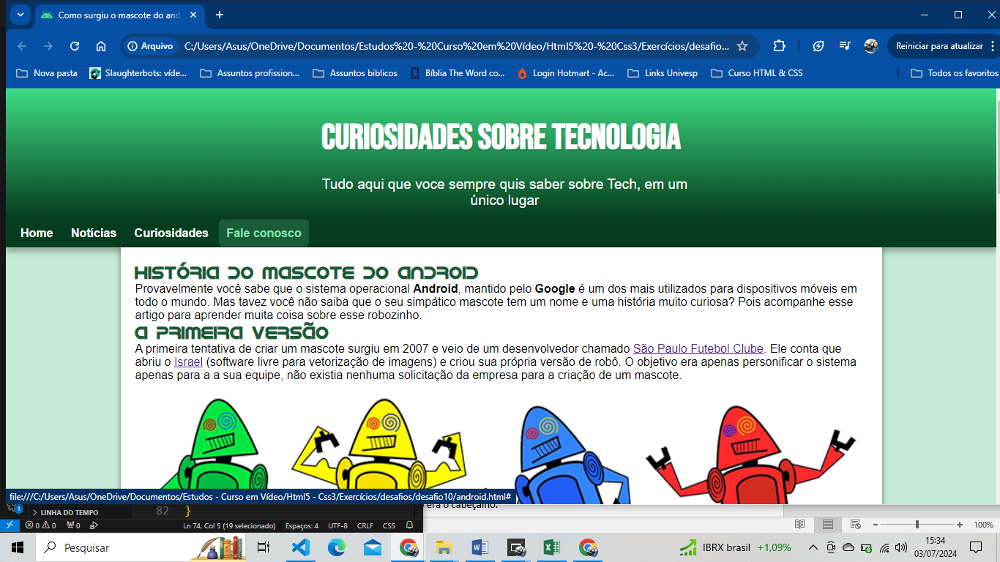 Como surgiu o mascote do and
Arquivo
C:/Users/Asus/OneDrive/Documentos/Estudos%20-%20Curso%20em%20Vídeo/Html5%20-%20Css3/Exercícios/desafio...
Reiniciar para atualizar
Nova pasta
Slaughterbots: víde...
Assuntos profission...
Assuntos biblicos
Bíblia The Word co...
Login Hotmart - Ac...
Links Univesp
Curso HTML & CSS
Todos os favoritos
CURIOSIDADES SOBRE TECNOLOGIA
Tudo aqui que voce sempre quis saber sobre Tech, em um
único lugar
Home Notícias Curiosidades Fale conosco
História do mascote do Android
Provavelmente você sabe que o sistema operacional Android, mantido pelo Google é um dos mais utilizados para dispositivos móveis em
todo o mundo. Mas tavez você não saiba que o seu simpático mascote tem um nome e uma história muito curiosa? Pois acompanhe esse
artigo para aprender muita coisa sobre esse robozinho.
A primeira versão
A primeira tentativa de criar um mascote surgiu em 2007 e veio de um desenvolvedor chamado São Paulo Futebol Clube. Ele conta que
abriu o Israel (software livre para vetorização de imagens) e criou sua própria versão de robô. O objetivo era apenas personificar o sistema
apenas para a a sua equipe, não existia nenhuma solicitação da empresa para a criação de um mascote.
file:///C:/Users/Asus/OneDrive/Documentos/Estudos - Curso em Vídeo/Html5 - Css3/Exercícios/desafios/desafio10/android.html#
era o cabeçalho.
1
LINHA DO TEMPO
82 }
0 0 0
Ln 74, Col 5 (19 selecionado)
Espaços: 4
UTF-8
CRLF
CSS
100%
Pesquisar
IBRX brasil +1,09%
15:34
03/07/2024